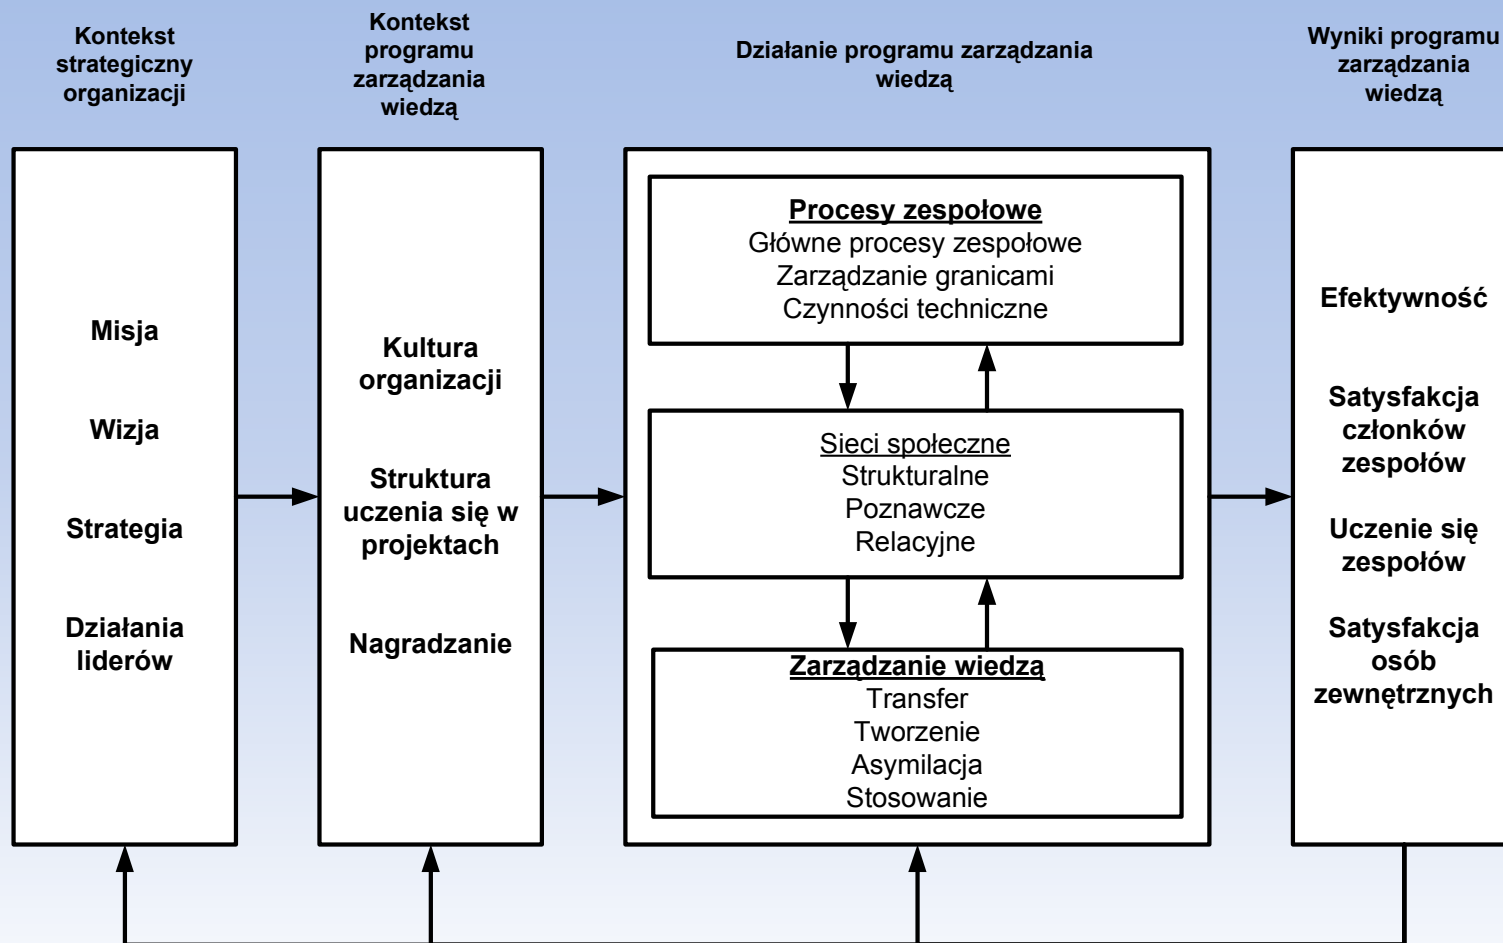 Kontekst
strategiczny
organizacji
Kontekst
programu
zarządzania
wiedzą
Działanie programu zarządzania
wiedzą
Wyniki programu
zarządzania
wiedzą
Misja
Wizja
Strategia
Działania
liderów
Kultura
organizacji
Struktura
uczenia się w
projektach
Nagradzanie
Procesy zespołowe
Główne procesy zespołowe
Zarządzanie granicami
Czynności techniczne
Sieci społeczne
Strukturalne
Poznawcze
Relacyjne
Zarządzanie wiedzą
Transfer
Tworzenie
Asymilacja
Stosowanie
Efektywność
Satysfakcja
członków
zespołów
Uczenie się
zespołów
Satysfakcja
osób
zewnętrznych